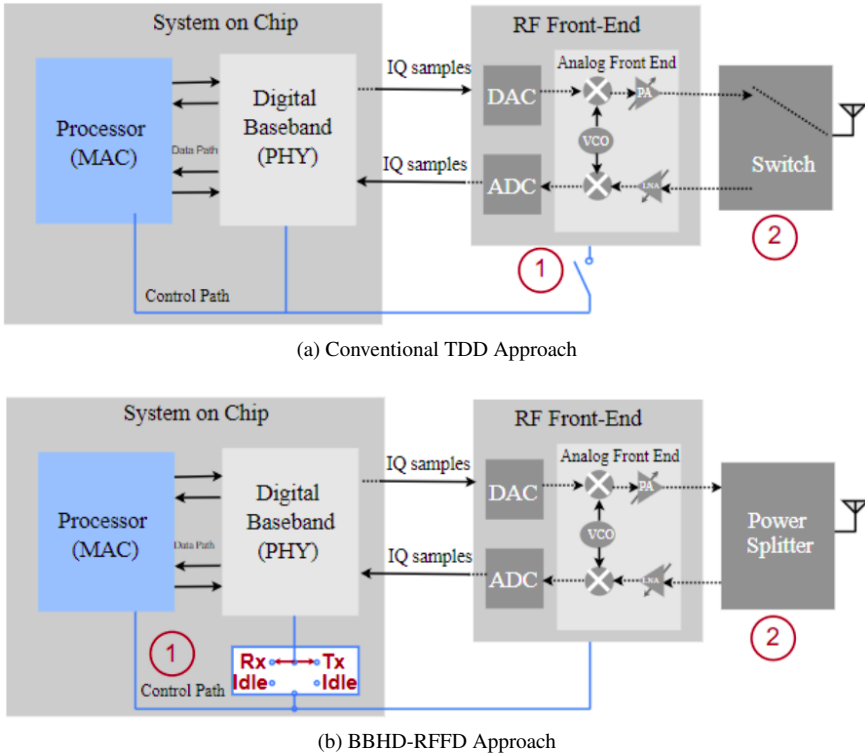 System on Chip
RF Front-End
IQ samples
Analog Front End
Processor
(MAC)
Data Path
Digital
Baseband
(PHY)
DAC
PA
VCO
IQ samples
ADC
LNA
Switch
1
2
Control Path
(a) Conventional TDD Approach
System on Chip
RF Front-End
IQ samples
Analog Front End
Processor
(MAC)
Data Path
Digital
Baseband
(PHY)
DAC
PA
VCO
IQ samples
ADC
LNA
Power
Splitter
1
2
Rx Tx
Idle Idle
Control Path
(b) BBHD-RFFD Approach